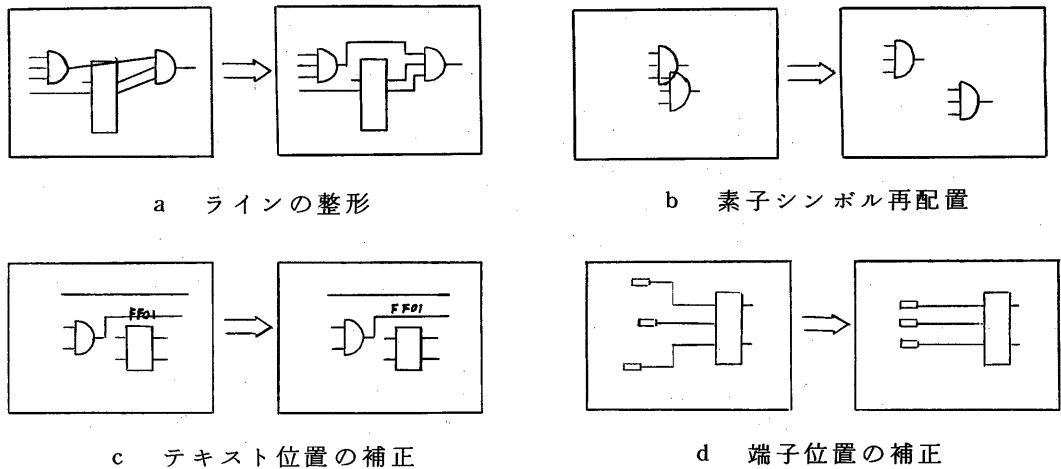 a ラインの整形
b 素子シンボル再配置
FF01
FF01
c テキスト位置の補正
d 端子位置の補正